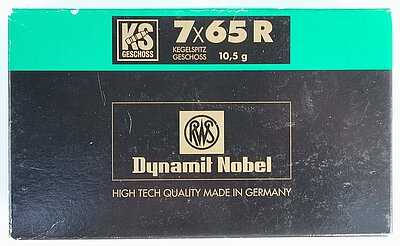 KS
GESCHOSS
7x65 R
KEGELSPITZ
GESCHOSS 10,5 g
RWS
Dynamit Nobel
HIGH TECH QUALITY MADE IN GERMANY